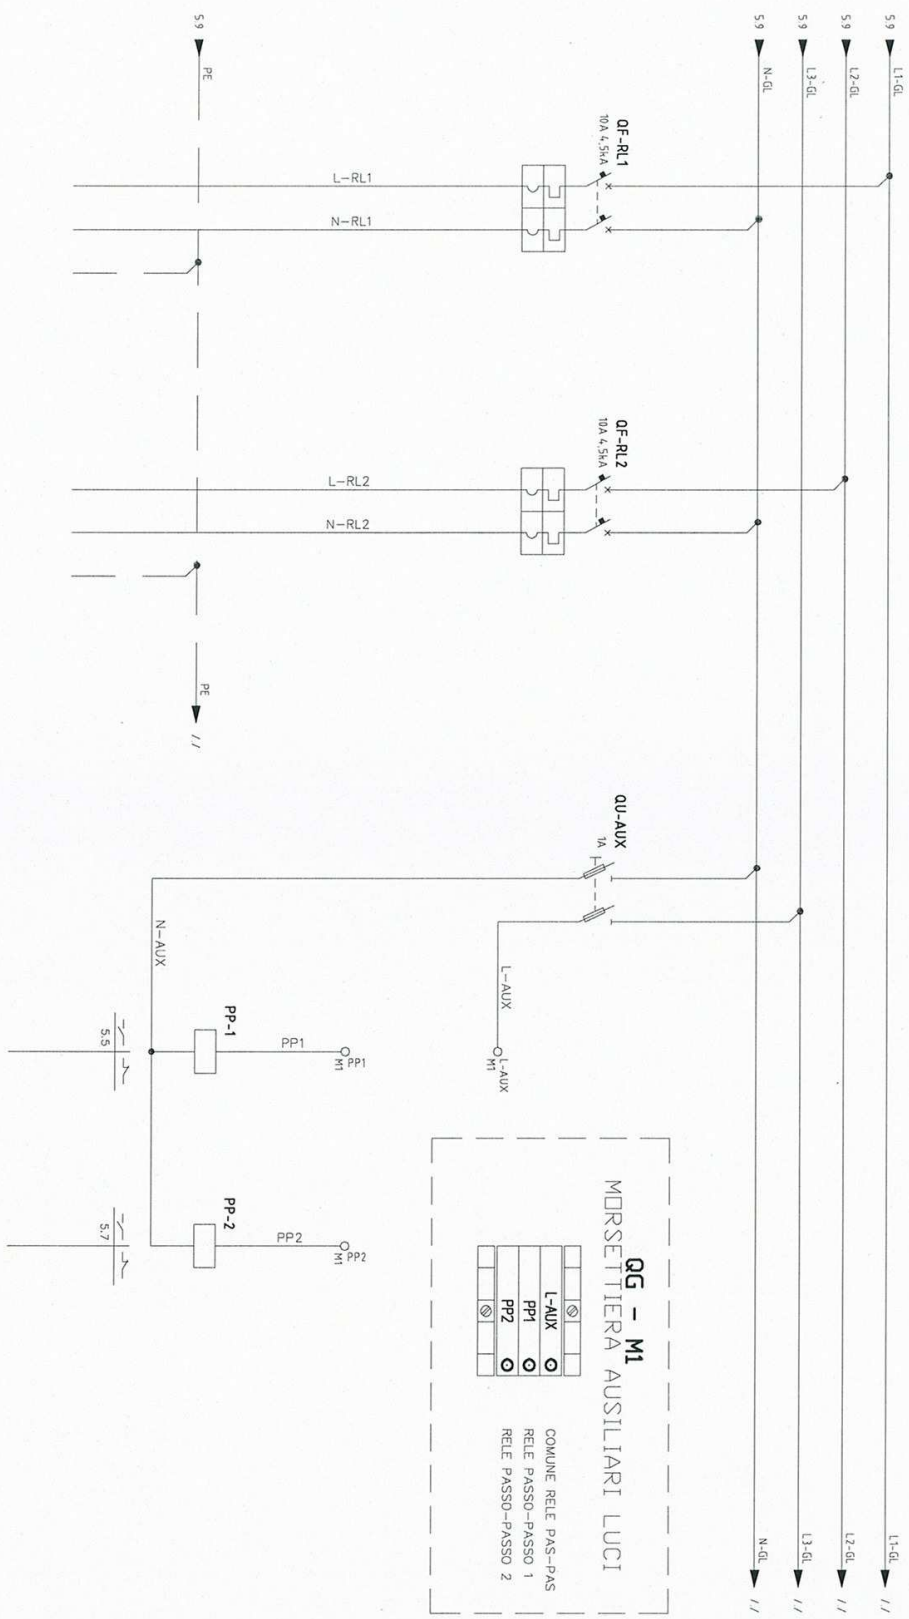 5.9
L1-GL
L1-GL
/./
5.9
L2-GL
L2-GL
/./
5.9
L3-GL
L3-GL
/./
5.9
N-GL
N-GL
/./
QF-RL1
10A 4,5kA
QF-RL2
10A 4,5kA
QU-AUX
1A
L-RL1
N-RL1
L-RL2
N-RL2
L-AUX
L-AUX
M1
QG - M1
MORSETTIERA AUSILIARI LUCI
L-AUX
COMUNE RELE PAS-PAS
PP1
RELE PASSO-PASSO 1
PP2
RELE PASSO-PASSO 2
5.9
PE
PE
/./
N-AUX
PP-1
PP1
PP1
M1
5.5
PP-2
PP2
PP2
M1
5.7